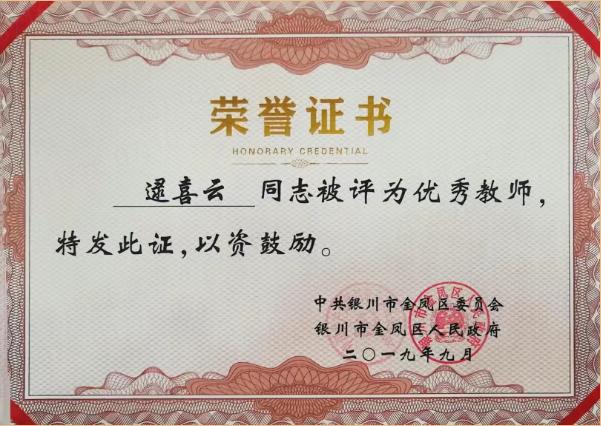 荣誉证书
HONORARY CREDENTIAL
逯喜云 同志被评为优秀教师,
特发此证,以资鼓励。
中共银川市金凤区委员会
银川市金凤区人民政府
二〇一九年九月